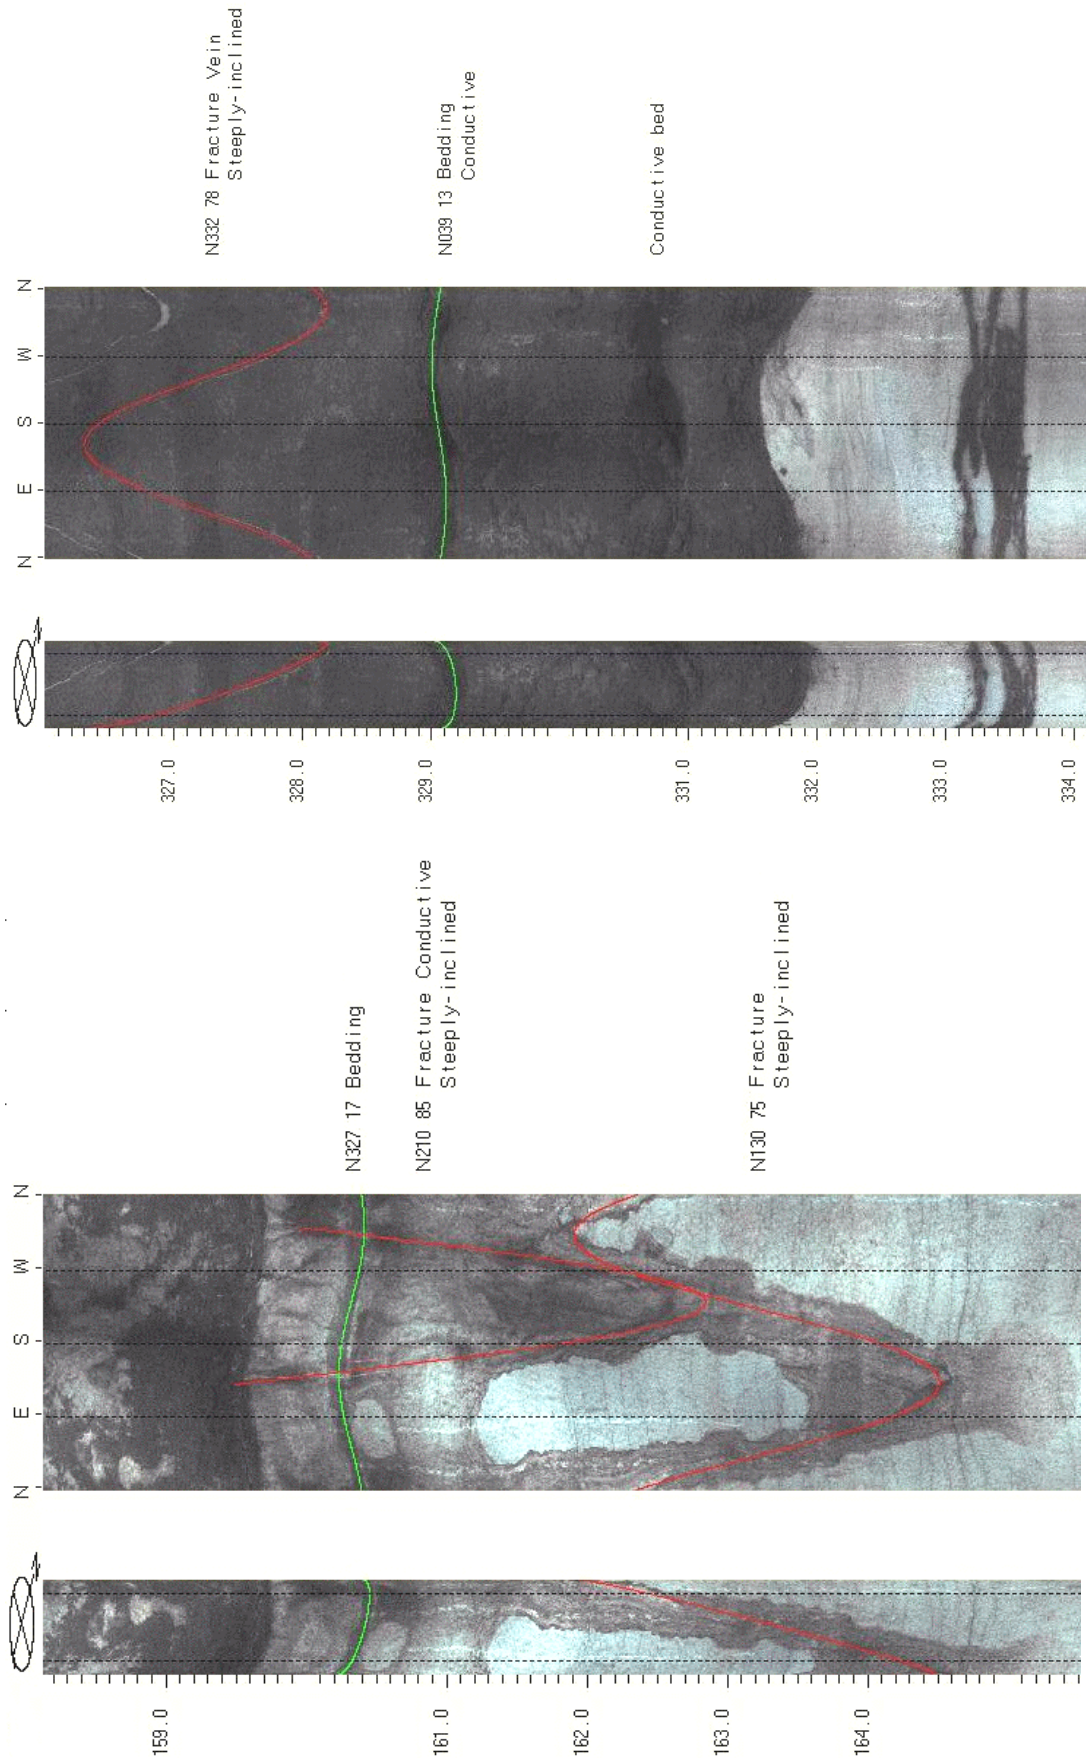 N332 78 Fracture Vein
Steeply-inclined
N039 13 Bedding
Conductive
Conductive bed
N
E
S
W
N
327.0
328.0
329.0
331.0
332.0
333.0
334.0
N327 17 Bedding
N210 85 Fracture Conductive
Steeply-inclined
N130 75 Fracture
Steeply-inclined
N
E
S
W
N
159.0
161.0
162.0
163.0
164.0